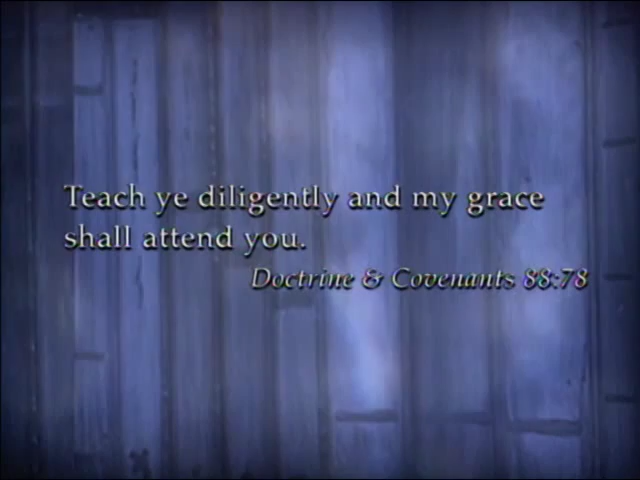 Teach ye diligently and my grace
shall attend you.
Doctrine & Covenants 88:78